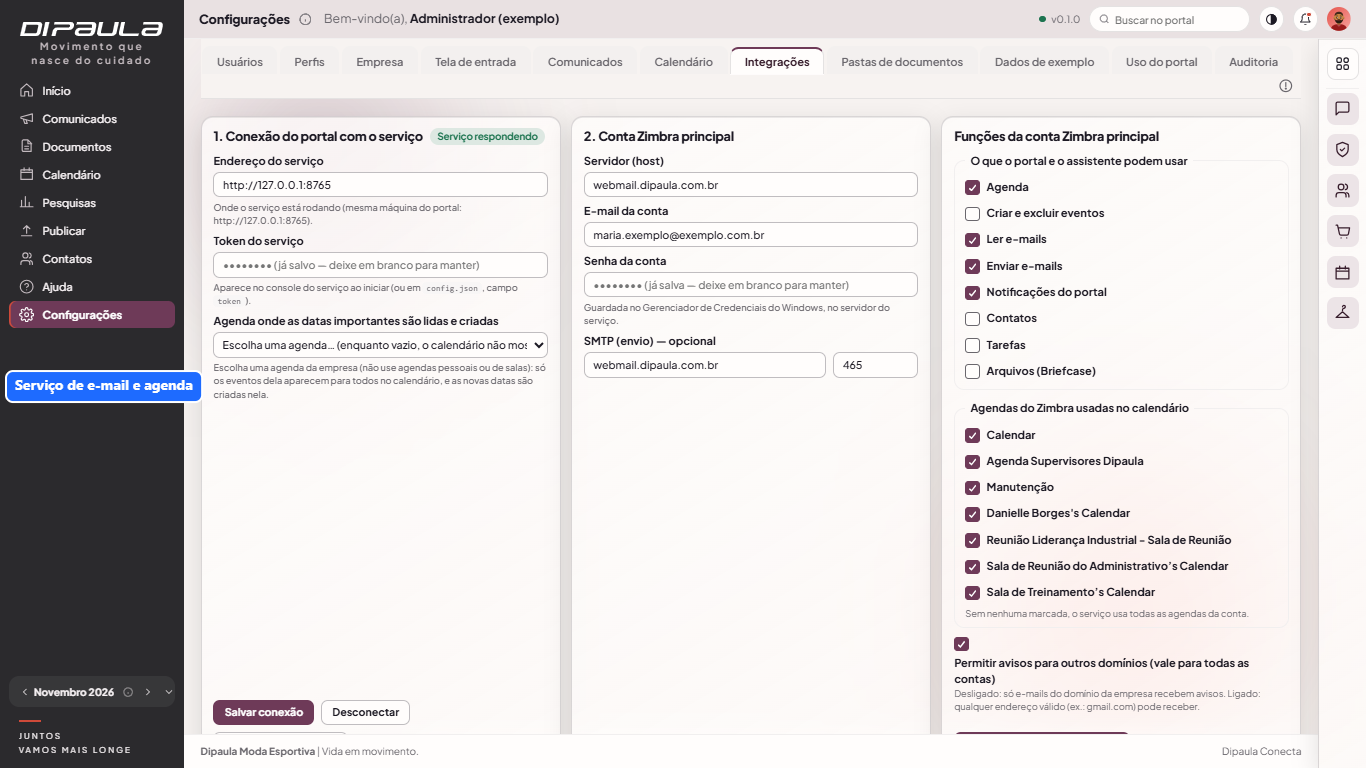 DIPAULA
Movimento que
nasce do cuidado
Início
Comunicados
Documentos
Calendário
Pesquisas
Publicar
Contatos
Ajuda
Configurações
Serviço de e-mail e agenda
Novembro 2026
JUNTOS
VAMOS MAIS LONGE
Configurações Bem-vindo(a), Administrador (exemplo)
v0.1.0
Buscar no portal
Usuários Perfis Empresa Tela de entrada Comunicados Calendário Integrações Pastas de documentos Dados de exemplo Uso do portal Auditoria
1. Conexão do portal com o serviço Serviço respondendo
Endereço do serviço
http://127.0.0.1:8765
Onde o serviço está rodando (mesma máquina do portal:
http://127.0.0.1:8765).
Token do serviço
•••••••• (já salvo — deixe em branco para manter)
Aparece no console do serviço ao iniciar (ou em config.json , campo
token ).
Agenda onde as datas importantes são lidas e criadas
Escolha uma agenda... (enquanto vazio, o calendário não mos
Escolha uma agenda da empresa (não use agendas pessoais ou de salas): só
os eventos dela aparecem para todos no calendário, e as novas datas são
criadas nela.
Salvar conexão Desconectar
2. Conta Zimbra principal
Servidor (host)
webmail.dipaula.com.br
E-mail da conta
maria.exemplo@exemplo.com.br
Senha da conta
•••••••• (já salva — deixe em branco para manter)
Guardada no Gerenciador de Credenciais do Windows, no servidor do
serviço.
SMTP (envio) — opcional
webmail.dipaula.com.br 465
Funções da conta Zimbra principal
O que o portal e o assistente podem usar
Agenda
Criar e excluir eventos
Ler e-mails
Enviar e-mails
Notificações do portal
Contatos
Tarefas
Arquivos (Briefcase)
Agendas do Zimbra usadas no calendário
Calendar
Agenda Supervisores Dipaula
Manutenção
Danielle Borges's Calendar
Reunião Liderança Industrial - Sala de Reunião
Sala de Reunião do Administrativo's Calendar
Sala de Treinamento's Calendar
Sem nenhuma marcada, o serviço usa todas as agendas da conta.
Permitir avisos para outros domínios (vale para todas as
contas)
Desligado: só e-mails do domínio da empresa recebem avisos. Ligado:
qualquer endereço válido (ex.: gmail.com) pode receber.
Dipaula Moda Esportiva | Vida em movimento.
Dipaula Conecta